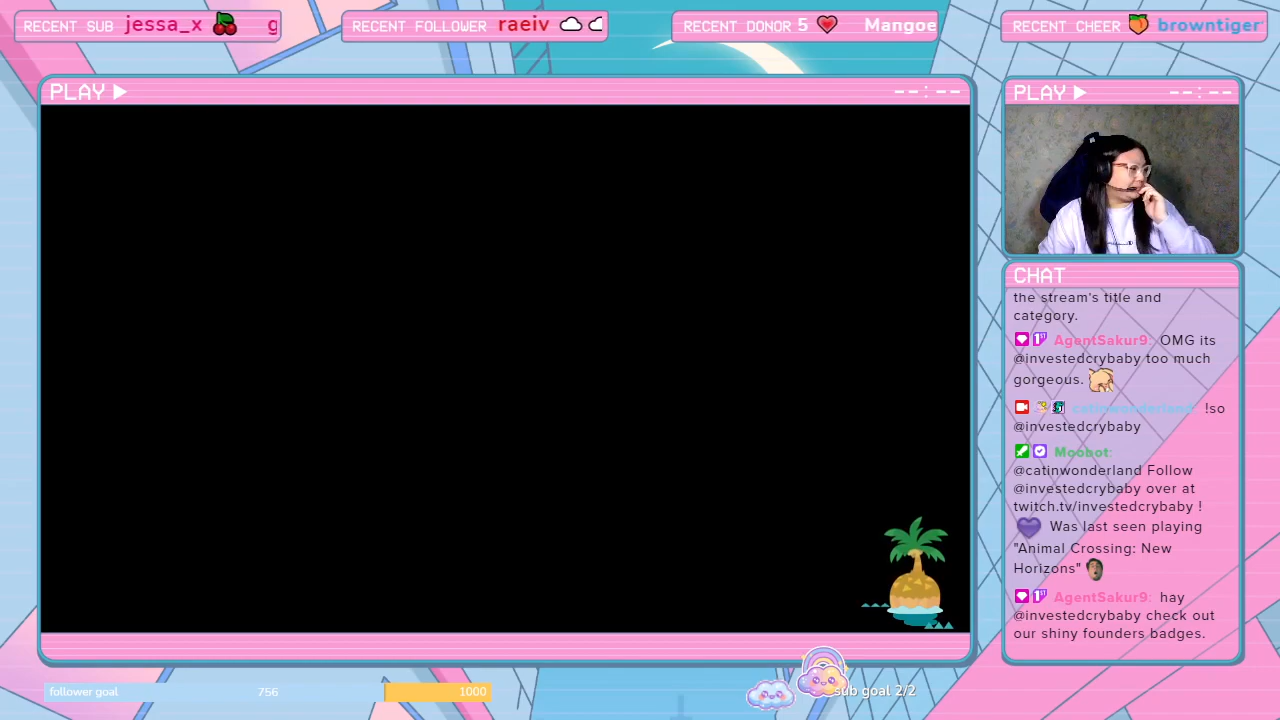 RECENT SUB jessa_x g
RECENT FOLLOWER raeiv
RECENT DONOR 5 Mangoe
RECENT CHEER browntiger
PLAY --:--
PLAY --:--
CHAT
the stream's title and
category.
AgentSakur9: OMG its
@investedcrybaby too much
gorgeous.
catinwonderland: !so
@investedcrybaby
Moobot:
@catinwonderland Follow
@investedcrybaby over at
twitch.tv/investedcrybaby !
Was last seen playing
"Animal Crossing: New
Horizons"
AgentSakur9: hay
@investedcrybaby check out
our shiny founders badges.
follower goal 756 1000
sub goal 2/2